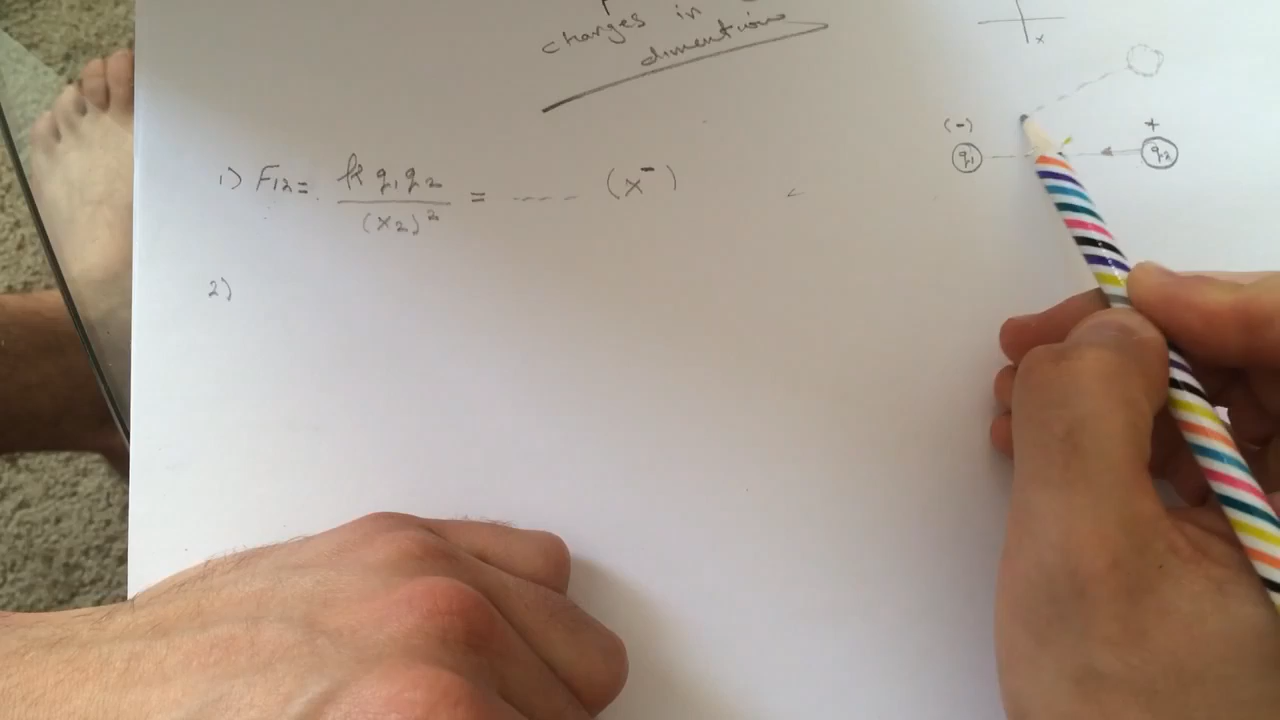 charges in
dimentions
x
(-) +
q1 q2
1) F12 = k q1 q2 / (x2)^2 = ---- (x^-)
2)